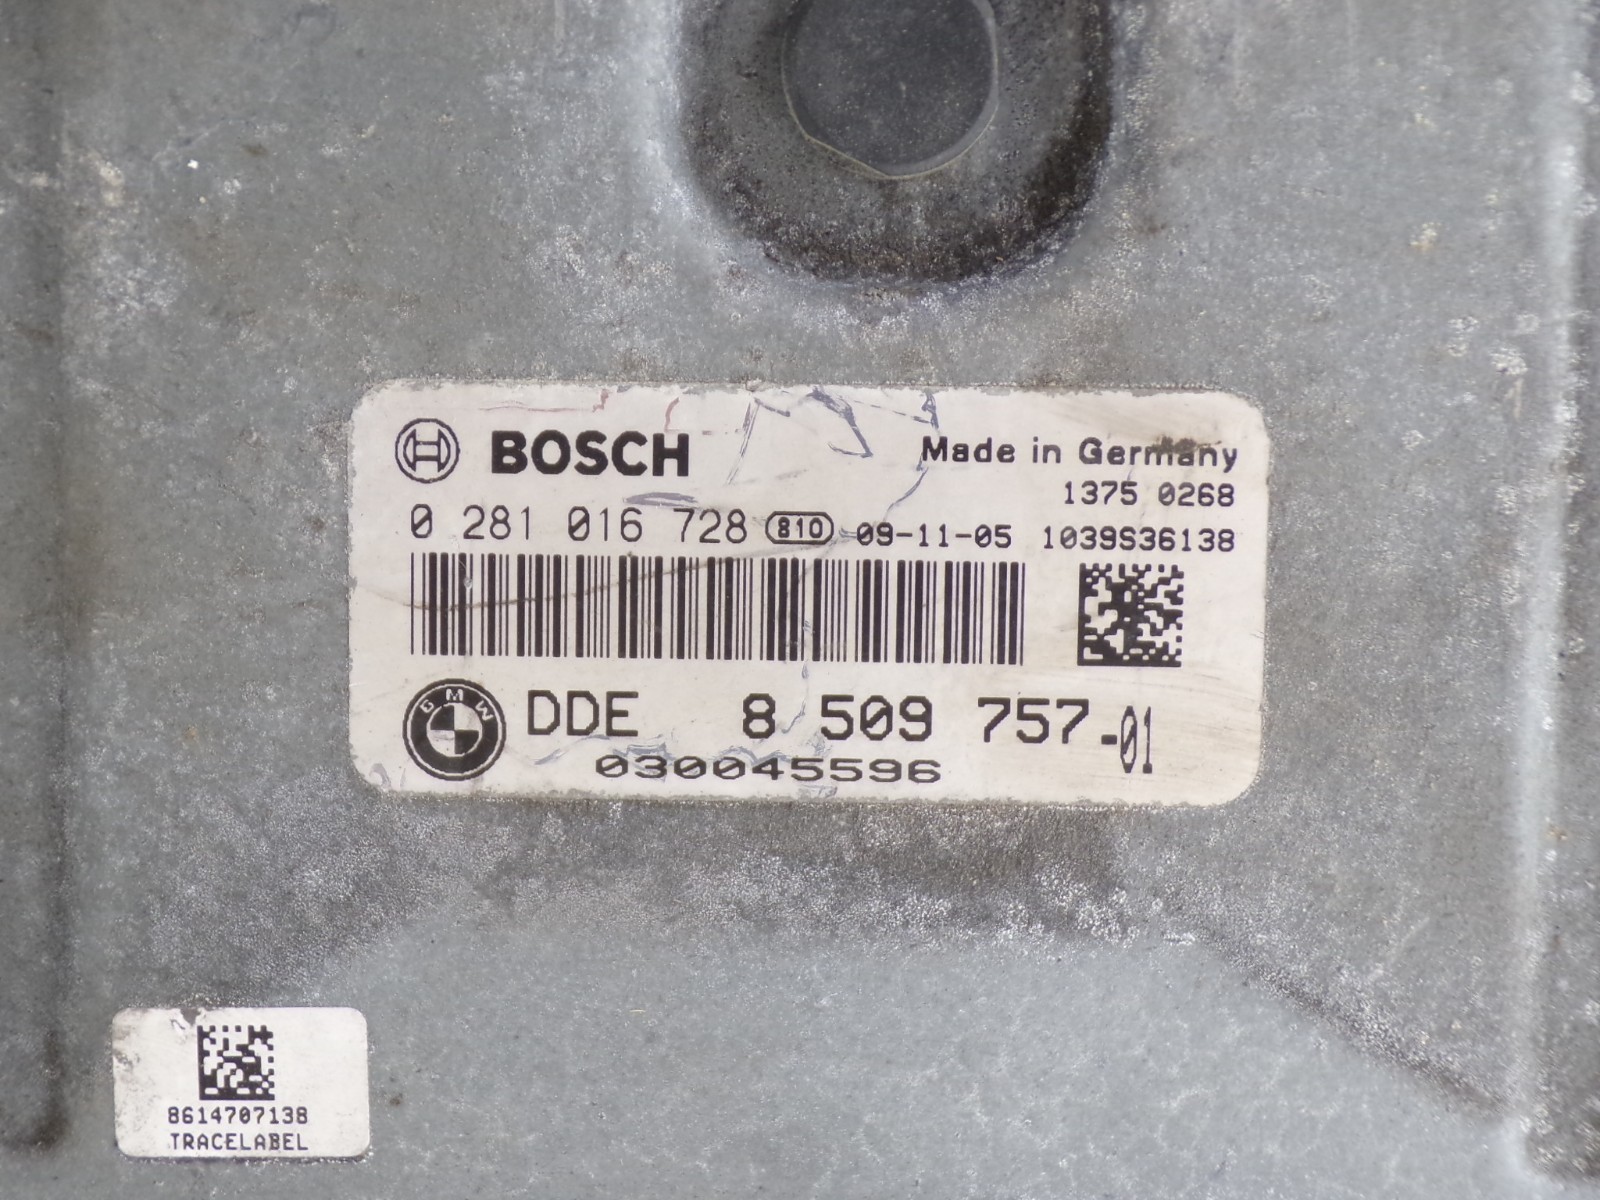 BOSCH Made in Germany
1375 0268
0 281 016 728 810 09-11-05 1039S36138
BMW DDE 8 509 757-01
030045596
8614707138
TRACELABEL